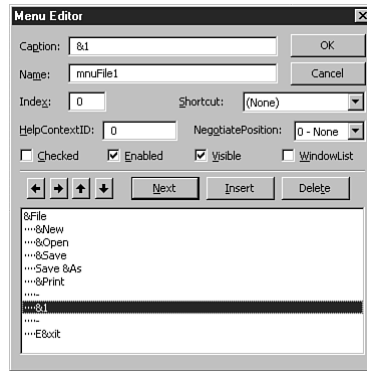 Menu Editor
Caption: &1 OK
Name: mnuFile1 Cancel
Index: 0 Shortcut: (None)
HelpContextID: 0 NegotiatePosition: 0 - None
Checked Enabled Visible WindowList
Next Insert Delete
&File
····&New
····&Open
····&Save
····Save &As
····&Print
····-
····&1
····-
····E&xit